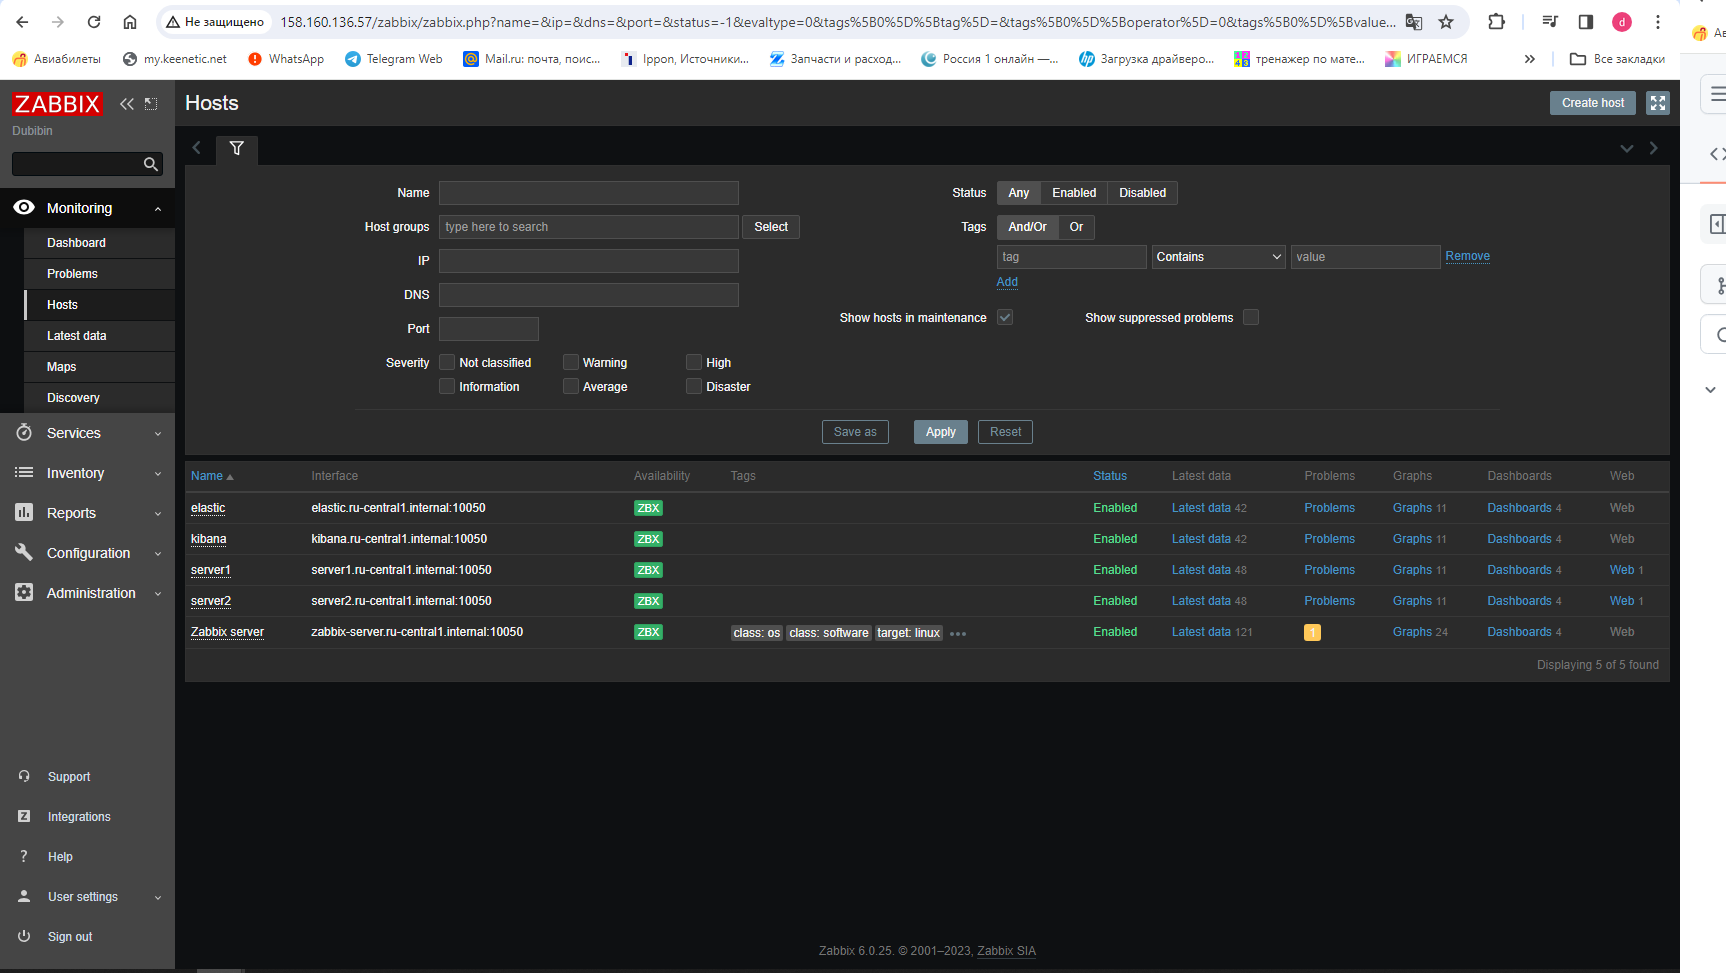 Не защищено
158.160.136.57/zabbix/zabbix.php?name=&ip=&dns=&port=&status=-1&evaltype=0&tags%5B0%5D%5Btag%5D=&tags%5B0%5D%5Boperator%5D=0&tags%5B0%5D%5Bvalue...
d
Авиабилеты
my.keenetic.net
WhatsApp
Telegram Web
Mail.ru: почта, поис...
Ippon, Источники...
Запчасти и расход...
Россия 1 онлайн —...
Загрузка драйверо...
тренажер по мате...
ИГРАЕМСЯ
Все закладки
Ав
ZABBIX
Hosts
Create host
Dubibin
Name
Status
Any
Enabled
Disabled
Monitoring
Host groups
type here to search
Select
Tags
And/Or
Or
Dashboard
IP
tag
Contains
value
Remove
Problems
Add
DNS
Hosts
Show hosts in maintenance
Show suppressed problems
Port
Latest data
Severity
Not classified
Warning
High
Maps
Information
Average
Disaster
Discovery
Services
Save as
Apply
Reset
Inventory
Reports
Configuration
Administration
Name
Interface
Availability
Tags
Status
Latest data
Problems
Graphs
Dashboards
Web
elastic elastic.ru-central1.internal:10050 ZBX Enabled Latest data 42 Problems Graphs 11 Dashboards 4 Web
kibana kibana.ru-central1.internal:10050 ZBX Enabled Latest data 42 Problems Graphs 11 Dashboards 4 Web
server1 server1.ru-central1.internal:10050 ZBX Enabled Latest data 48 Problems Graphs 11 Dashboards 4 Web 1
server2 server2.ru-central1.internal:10050 ZBX Enabled Latest data 48 Problems Graphs 11 Dashboards 4 Web 1
Zabbix server zabbix-server.ru-central1.internal:10050 ZBX class: os class: software target: linux ••• Enabled Latest data 121 1 Graphs 24 Dashboards 4 Web
Displaying 5 of 5 found
Support
Integrations
Help
User settings
Sign out
Zabbix 6.0.25. © 2001–2023, Zabbix SIA